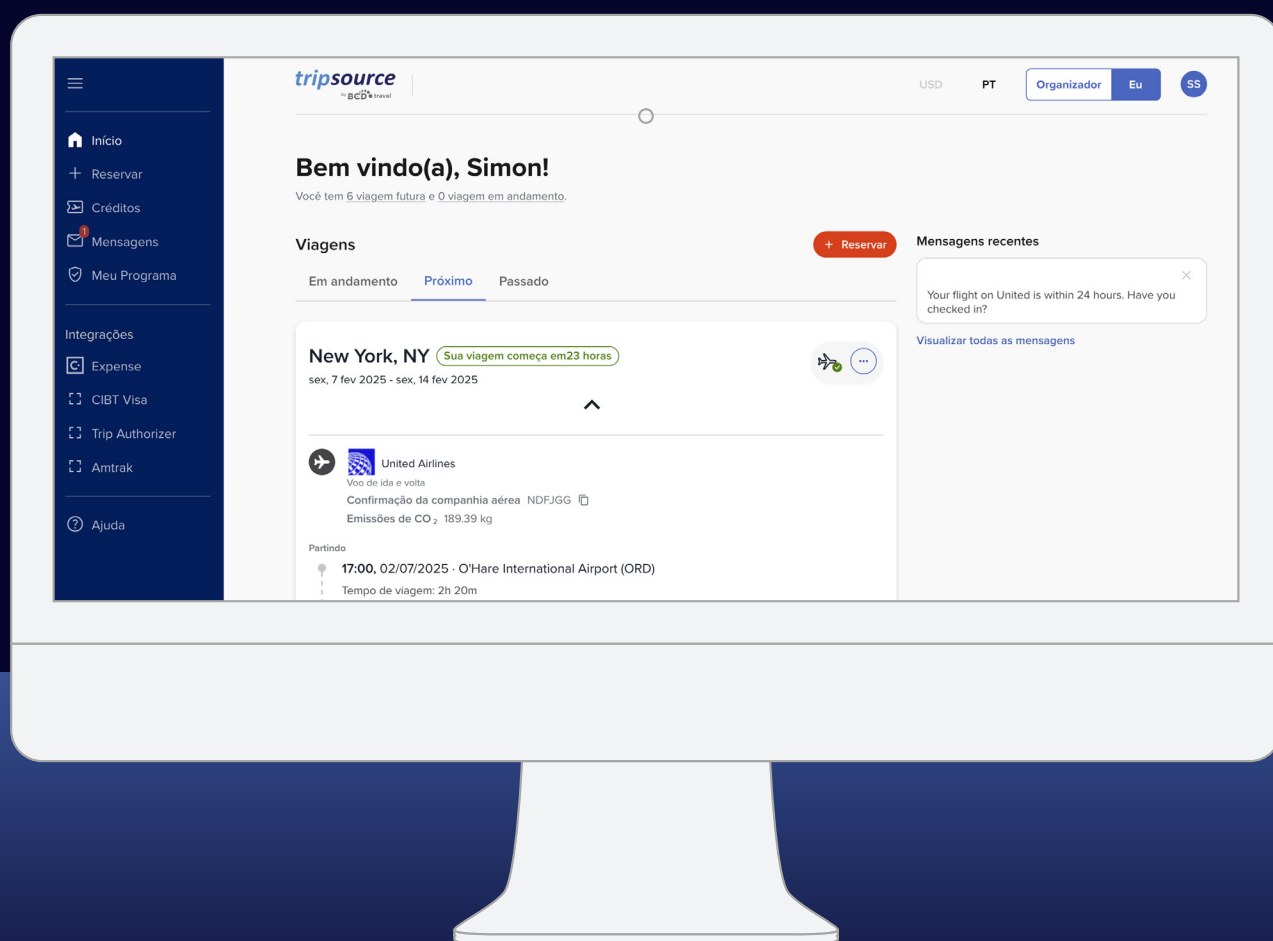 tripsource
by BCD travel
USD
PT
Organizador
Eu
SS
Início
Reservar
Créditos
1
Mensagens
Meu Programa
Integrações
Expense
CIBT Visa
Trip Authorizer
Amtrak
Ajuda
Bem vindo(a), Simon!
Você tem 6 viagem futura e 0 viagem em andamento.
Viagens
+ Reservar
Em andamento
Próximo
Passado
New York, NY
Sua viagem começa em23 horas
sex, 7 fev 2025 - sex, 14 fev 2025
United Airlines
Voo de ida e volta
Confirmação da companhia aérea NDFJGG
Emissões de CO₂ 189.39 kg
Partindo
17:00, 02/07/2025 · O'Hare International Airport (ORD)
Tempo de viagem: 2h 20m
Mensagens recentes
Your flight on United is within 24 hours. Have you
checked in?
Visualizar todas as mensagens